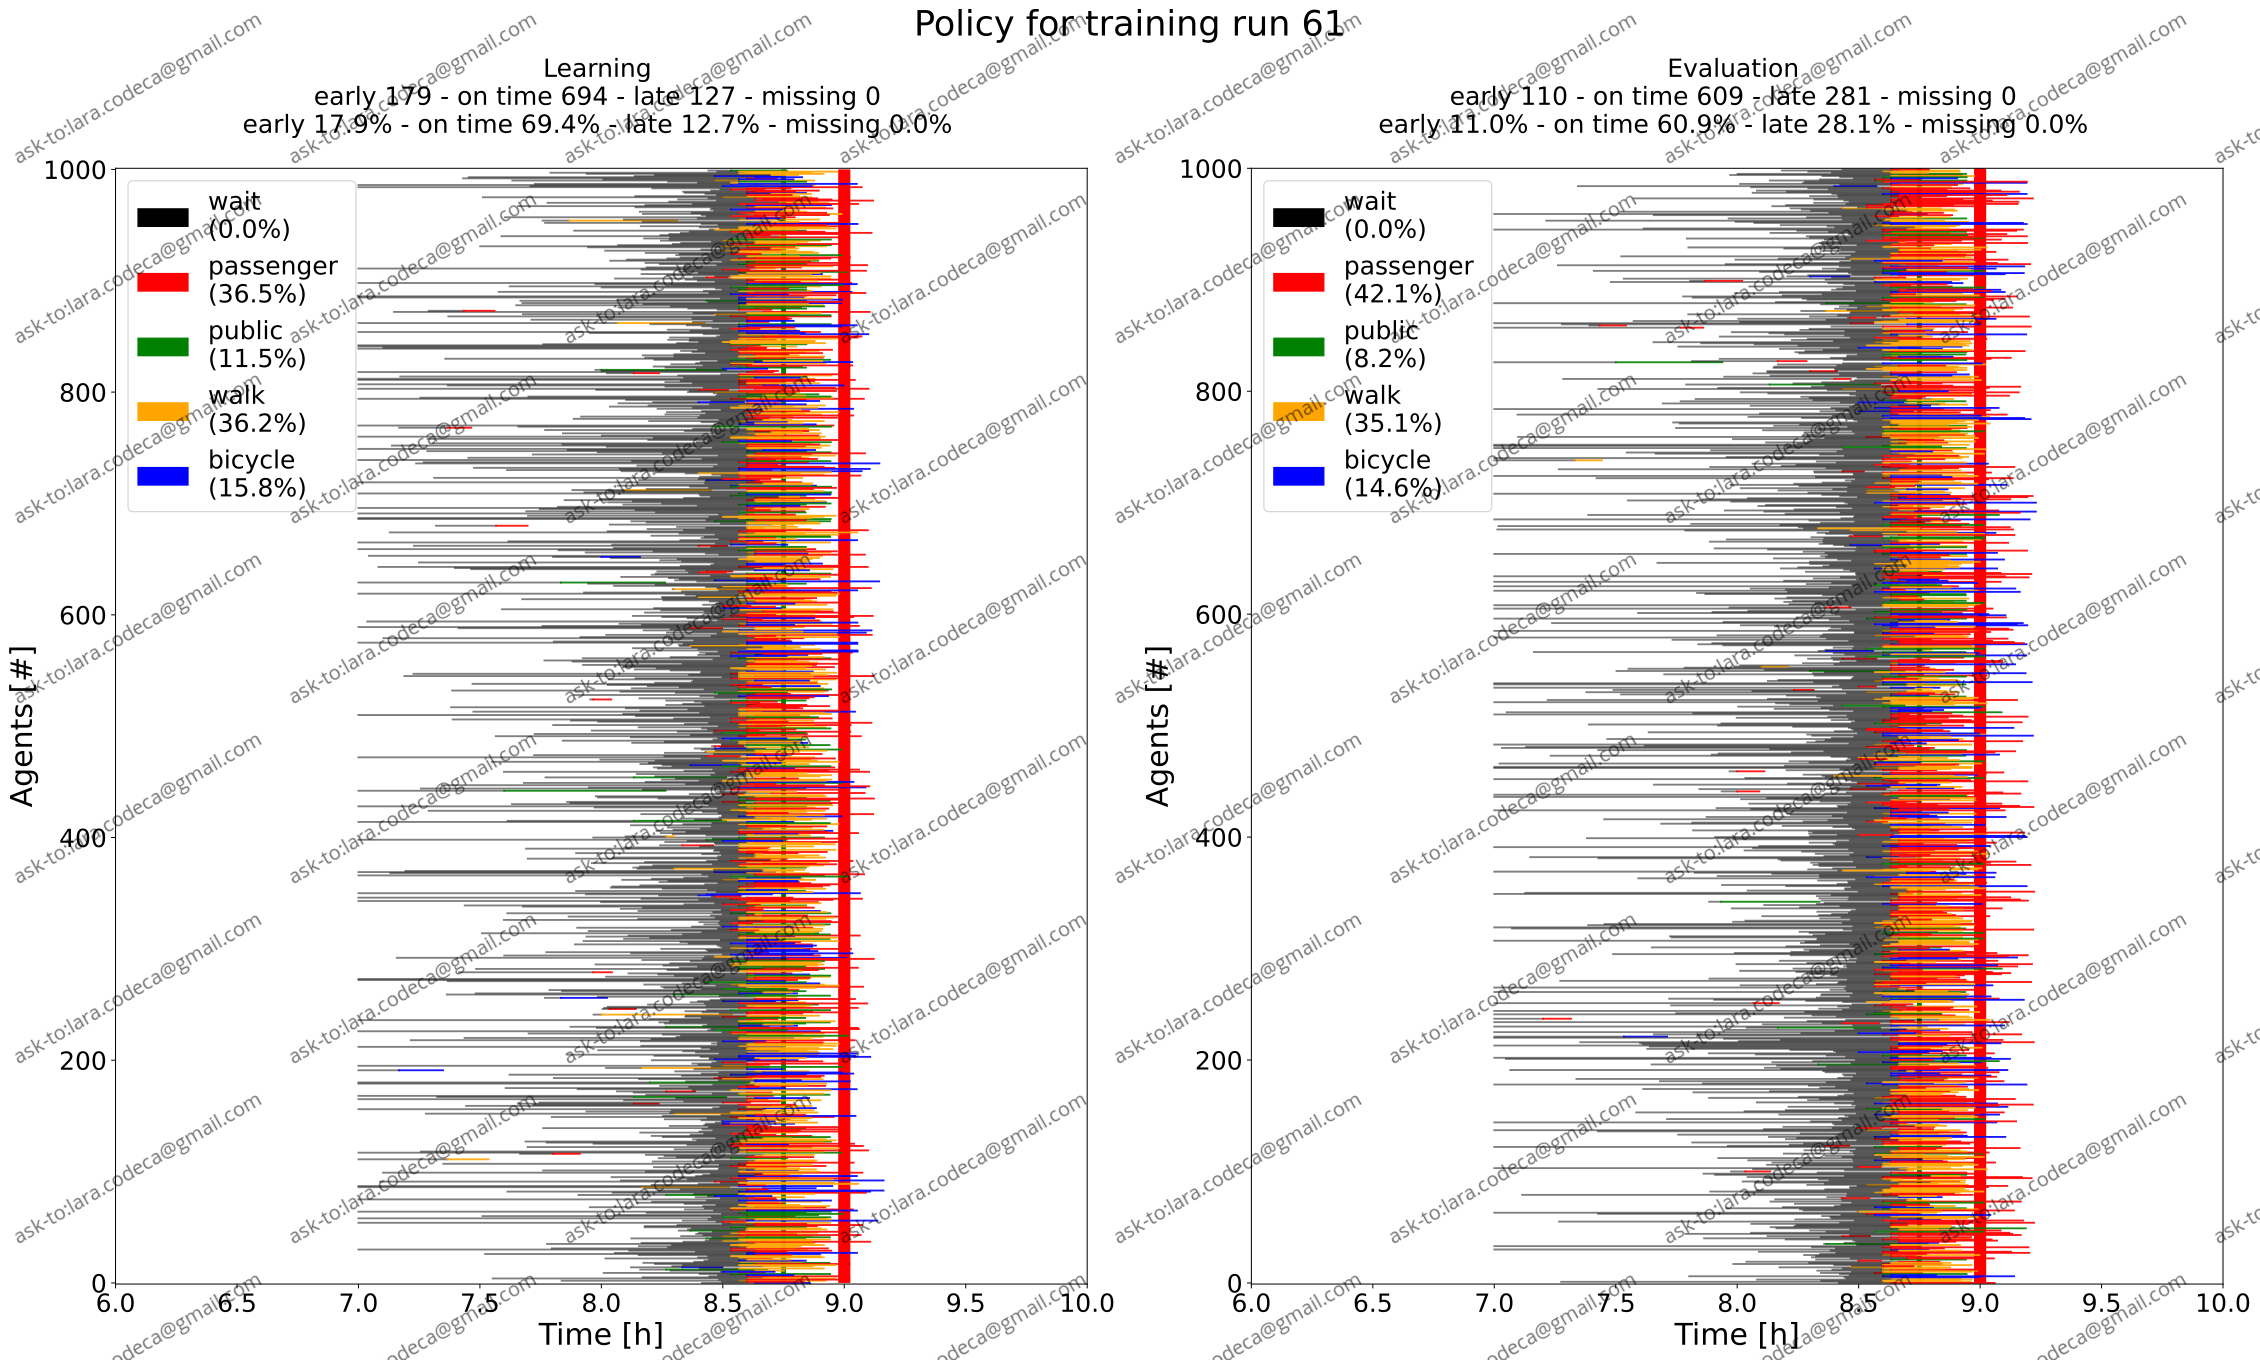 Policy for training run 61
Learning
early 179 - on time 694 - late 127 - missing 0
early 17.9% - on time 69.4% - late 12.7% - missing 0.0%
Evaluation
early 110 - on time 609 - late 281 - missing 0
early 11.0% - on time 60.9% - late 28.1% - missing 0.0%
wait
(0.0%)
passenger
(36.5%)
public
(11.5%)
walk
(36.2%)
bicycle
(15.8%)
1000
800
600
400
200
0
Agents [#]
6.0 6.5 7.0 7.5 8.0 8.5 9.0 9.5 10.0
Time [h]
wait
(0.0%)
passenger
(42.1%)
public
(8.2%)
walk
(35.1%)
bicycle
(14.6%)
1000
800
600
400
200
0
Agents [#]
6.0 6.5 7.0 7.5 8.0 8.5 9.0 9.5 10.0
Time [h]
ask-to:lara.codeca@gmail.com